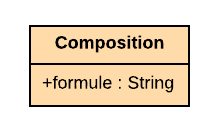 Composition
+formule : String